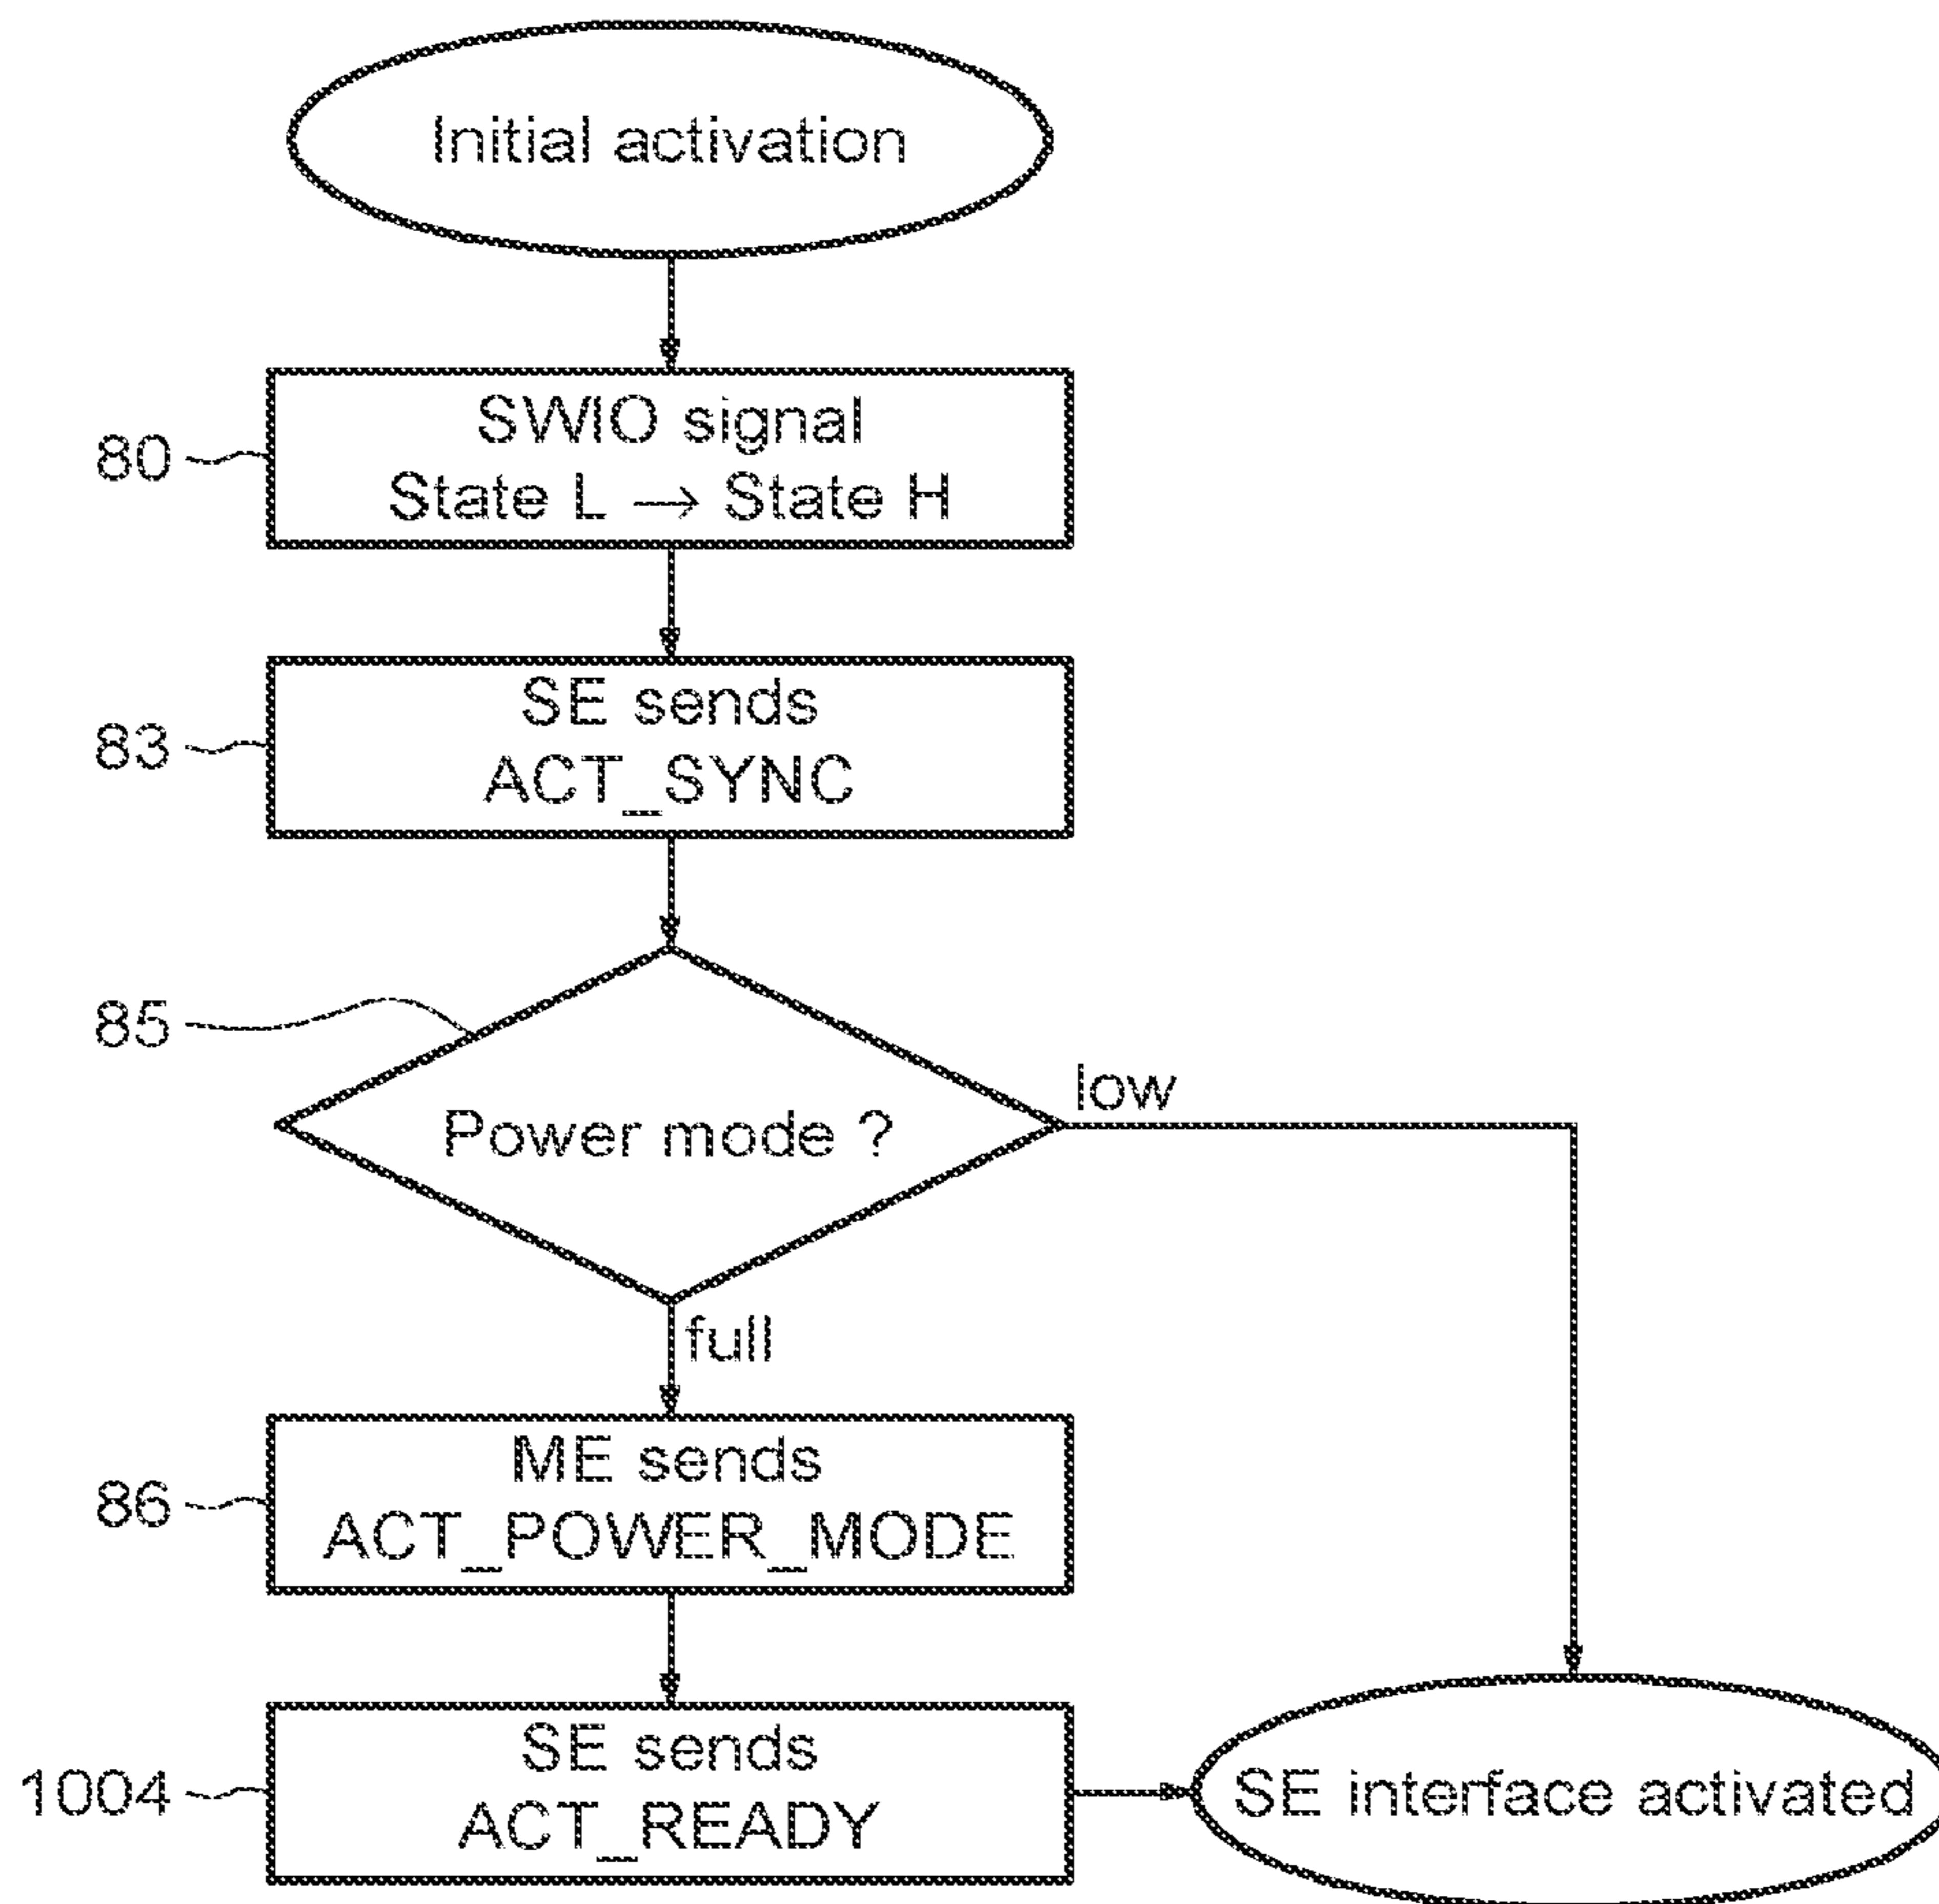 Initial activation
80
SWIO signal
State L → State H
83
SE sends
ACT_SYNC
85
Power mode ?
low
full
86
ME sends
ACT_POWER_MODE
1004
SE sends
ACT_READY
SE interface activated